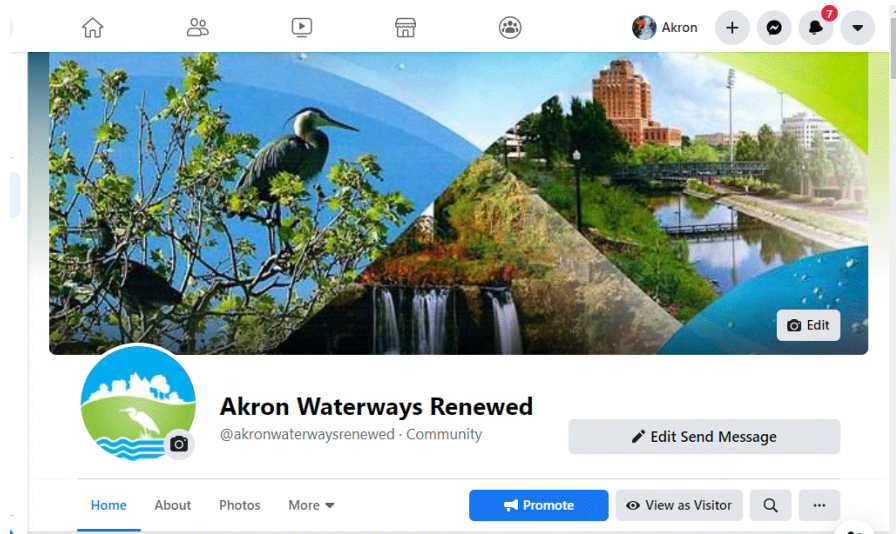 Akron
7
Edit
Akron Waterways Renewed
@akronwaterwaysrenewed · Community
Edit Send Message
Home About Photos More
Promote View as Visitor